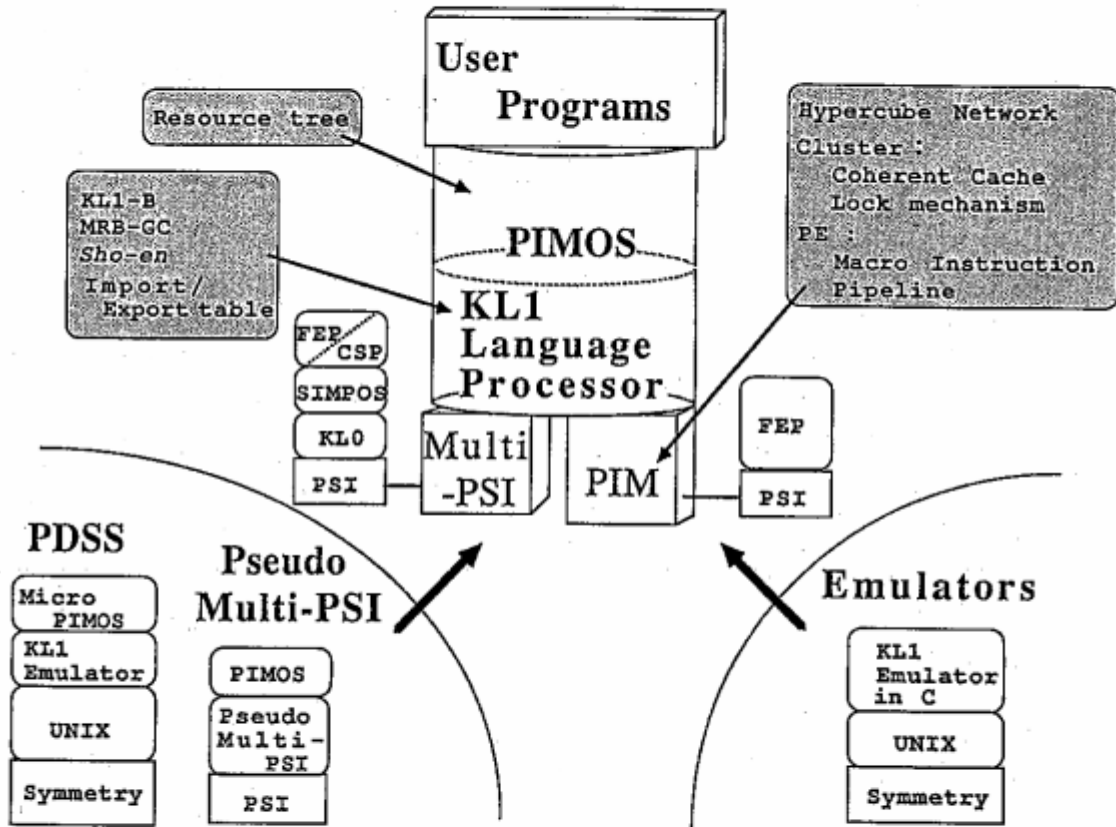 User
Programs
Resource tree
Hypercube Network
Cluster :
Coherent Cache
Lock mechanism
PE :
Macro Instruction
Pipeline
KL1-B
MRB-GC
Sho-en
Import/
Export table
PIMOS
KL1
Language
Processor
FEP/CSP
SIMPOS
KL0
PSI
Multi
-PSI
PIM
FEP
PSI
PDSS
Micro
PIMOS
KL1
Emulator
UNIX
Symmetry
Pseudo
Multi-PSI
PIMOS
Pseudo
Multi-
PSI
PSI
Emulators
KL1
Emulator
in C
UNIX
Symmetry